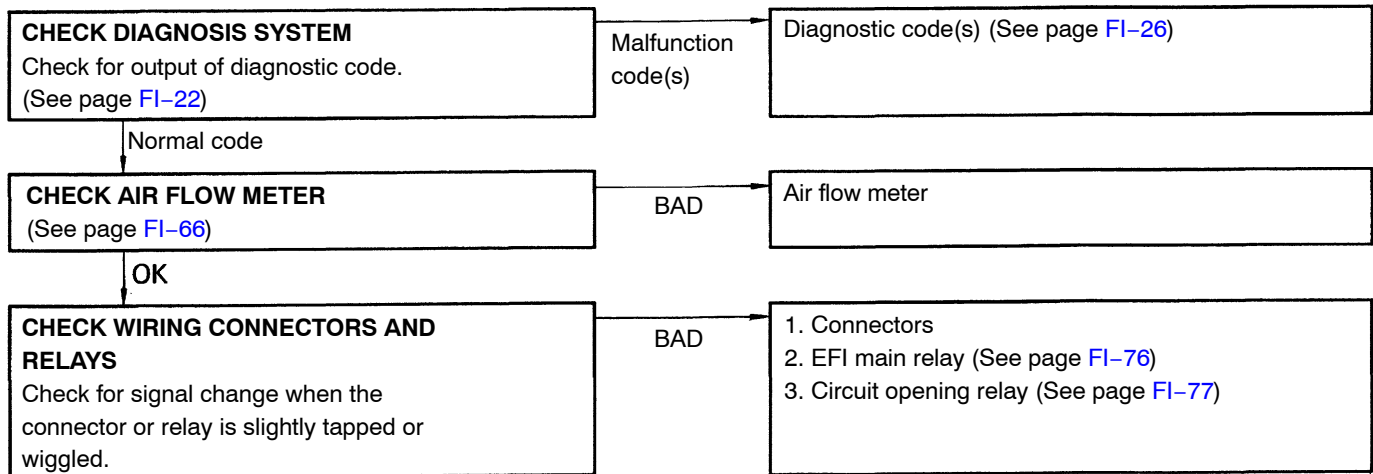 CHECK DIAGNOSIS SYSTEM
Check for output of diagnostic code.
(See page FI–22)
Malfunction
code(s)
Diagnostic code(s) (See page FI–26)
Normal code
CHECK AIR FLOW METER
(See page FI–66)
BAD
Air flow meter
OK
CHECK WIRING CONNECTORS AND
RELAYS
Check for signal change when the
connector or relay is slightly tapped or
wiggled.
BAD
1. Connectors
2. EFI main relay (See page FI–76)
3. Circuit opening relay (See page FI–77)